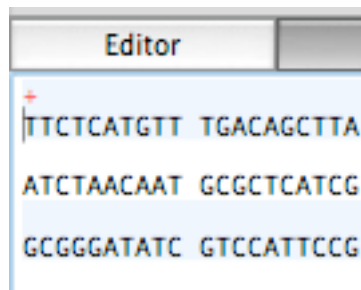 Editor
+
TTCTCATGTT TGACAGCTTA
ATCTAACAAT GCGCTCATCG
GCGGGATATC GTCCATTCCG